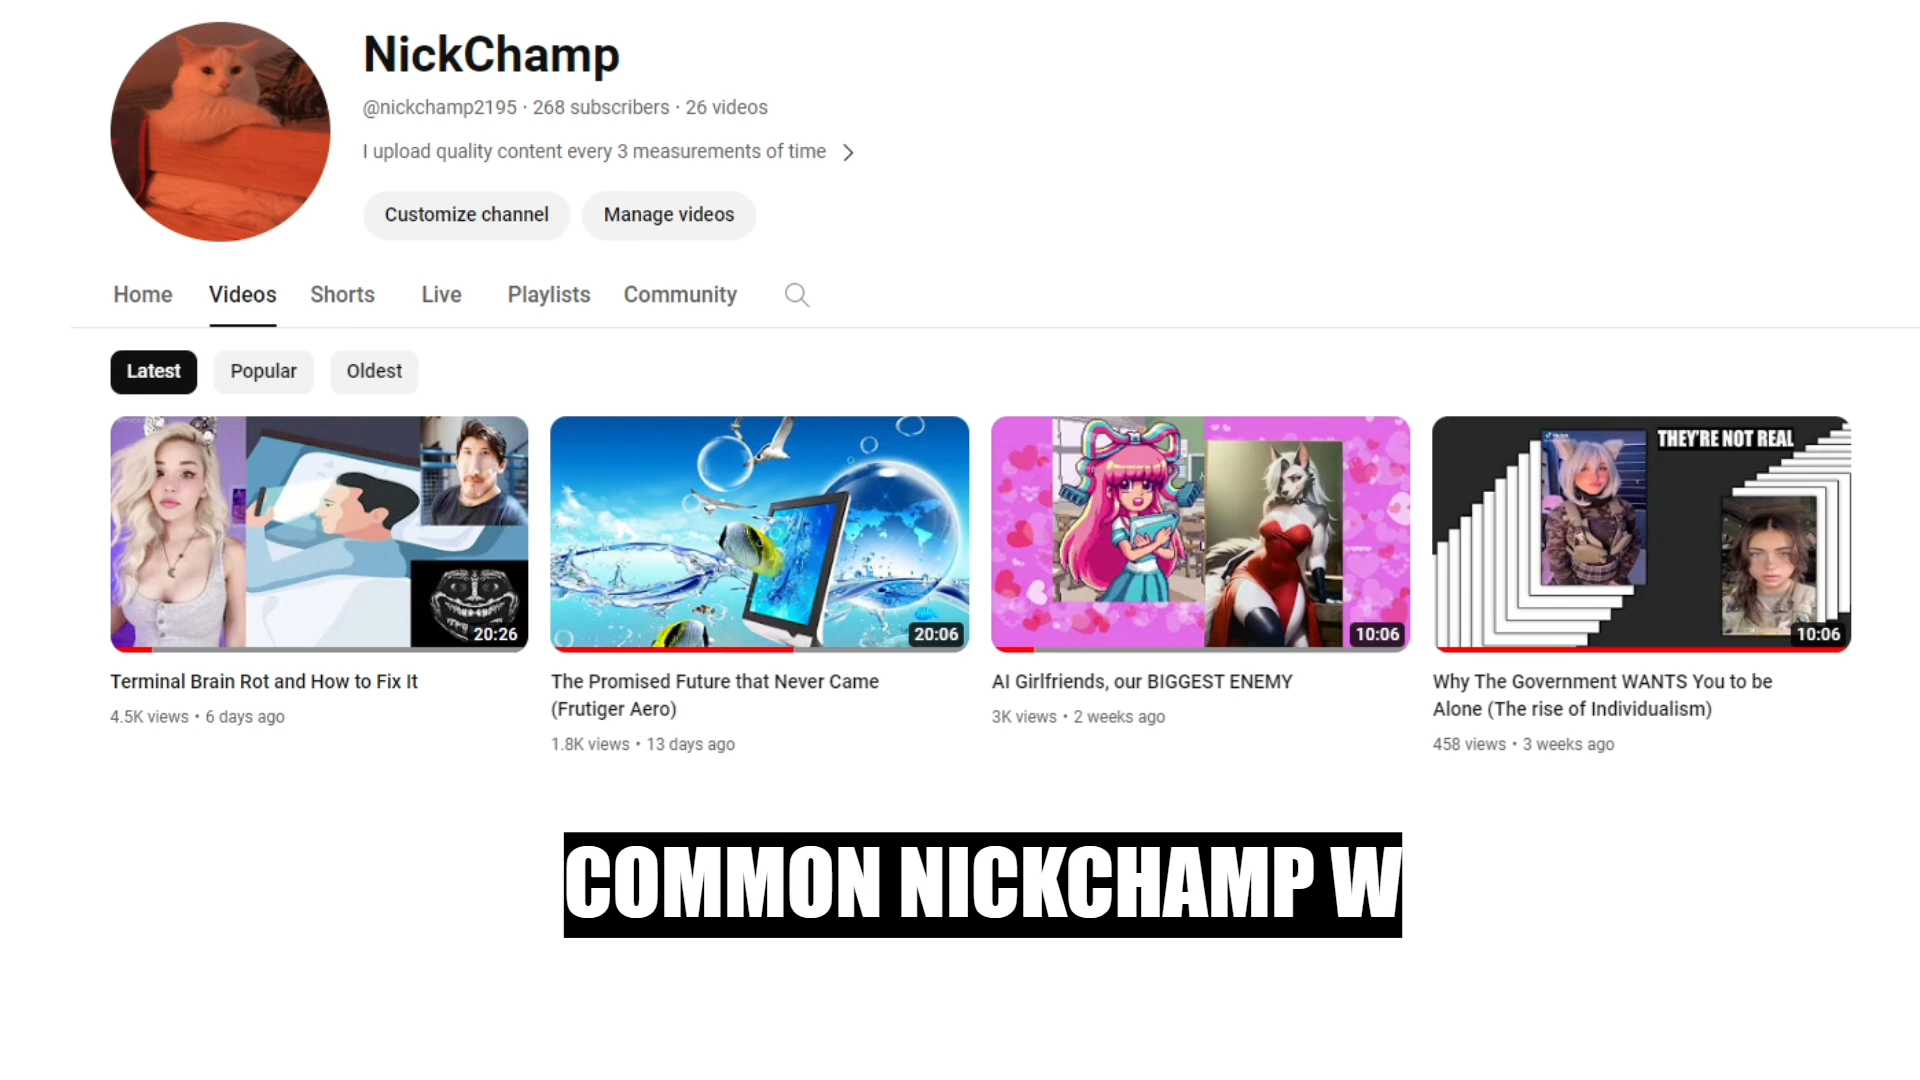 NickChamp
@nickchamp2195 · 268 subscribers · 26 videos
I upload quality content every 3 measurements of time
Customize channel
Manage videos
Home
Videos
Shorts
Live
Playlists
Community
Latest
Popular
Oldest
20:26
20:06
10:06
THEY'RE NOT REAL
10:06
Terminal Brain Rot and How to Fix It
4.5K views • 6 days ago
The Promised Future that Never Came
(Frutiger Aero)
1.8K views • 13 days ago
AI Girlfriends, our BIGGEST ENEMY
3K views • 2 weeks ago
Why The Government WANTS You to be
Alone (The rise of Individualism)
458 views • 3 weeks ago
COMMON NICKCHAMP W